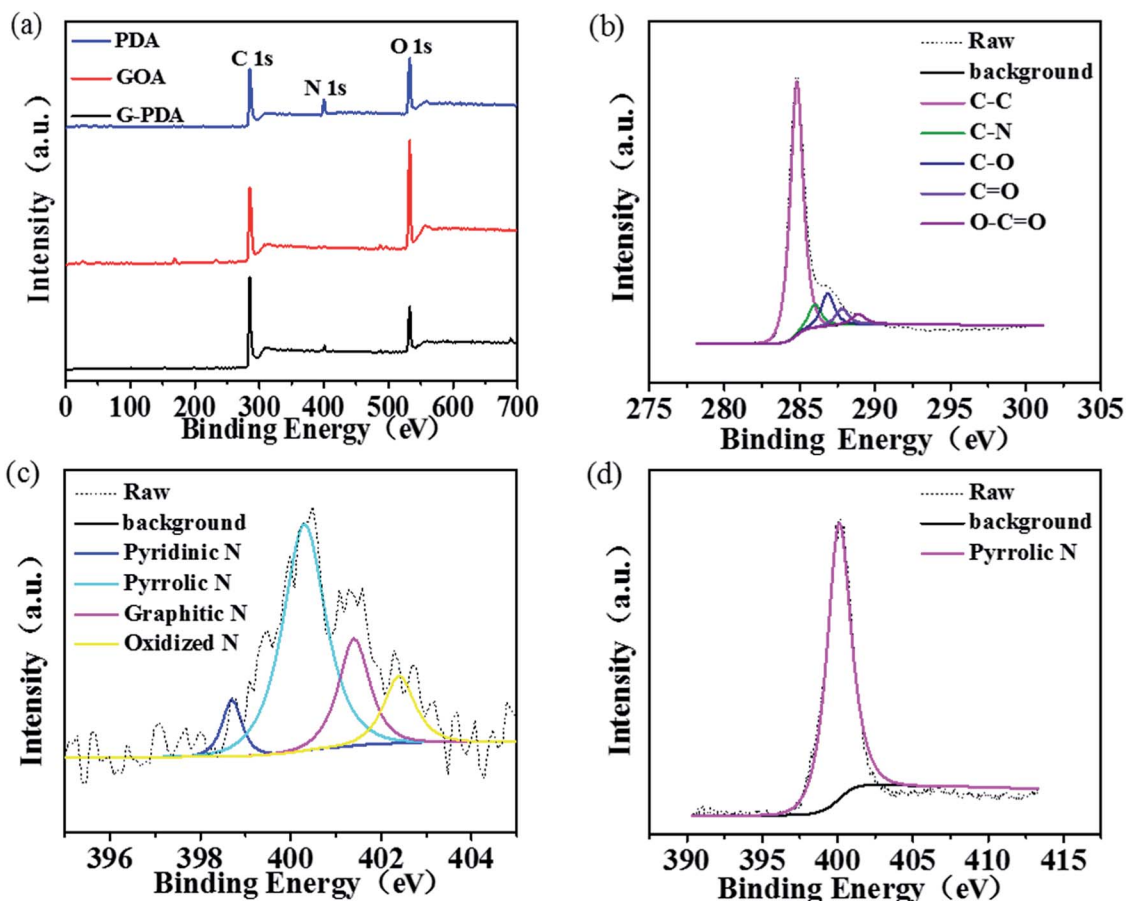 (a)
PDA
GOA
G-PDA
C 1s
N 1s
O 1s
Intensity (a.u.)
0 100 200 300 400 500 600 700
Binding Energy (eV)
(b)
Raw
background
C-C
C-N
C-O
C=O
O-C=O
Intensity (a.u.)
275 280 285 290 295 300 305
Binding Energy (eV)
(c)
Raw
background
Pyridinic N
Pyrrolic N
Graphitic N
Oxidized N
Intensity (a.u.)
396 398 400 402 404
Binding Energy (eV)
(d)
Raw
background
Pyrrolic N
Intensity (a.u.)
390 395 400 405 410 415
Binding Energy (eV)